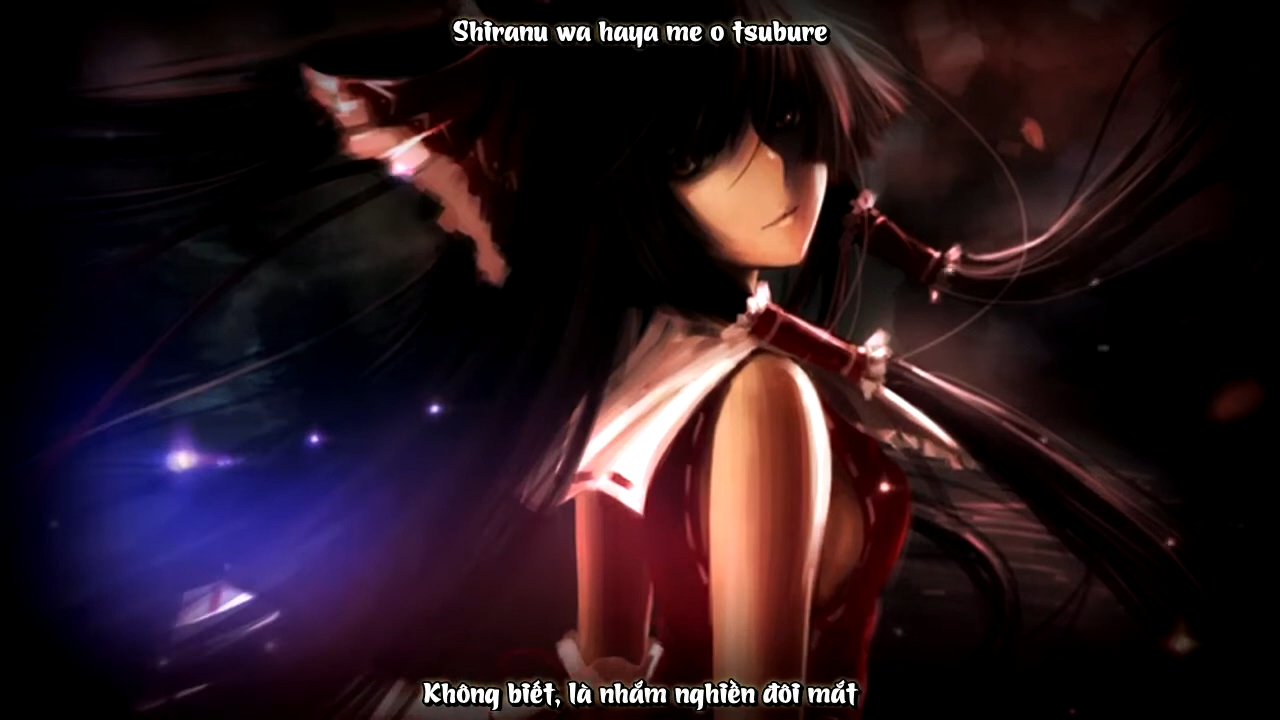 Shiranu wa haya me o tsubure
Không biết, là nhắm nghiền đôi mắt